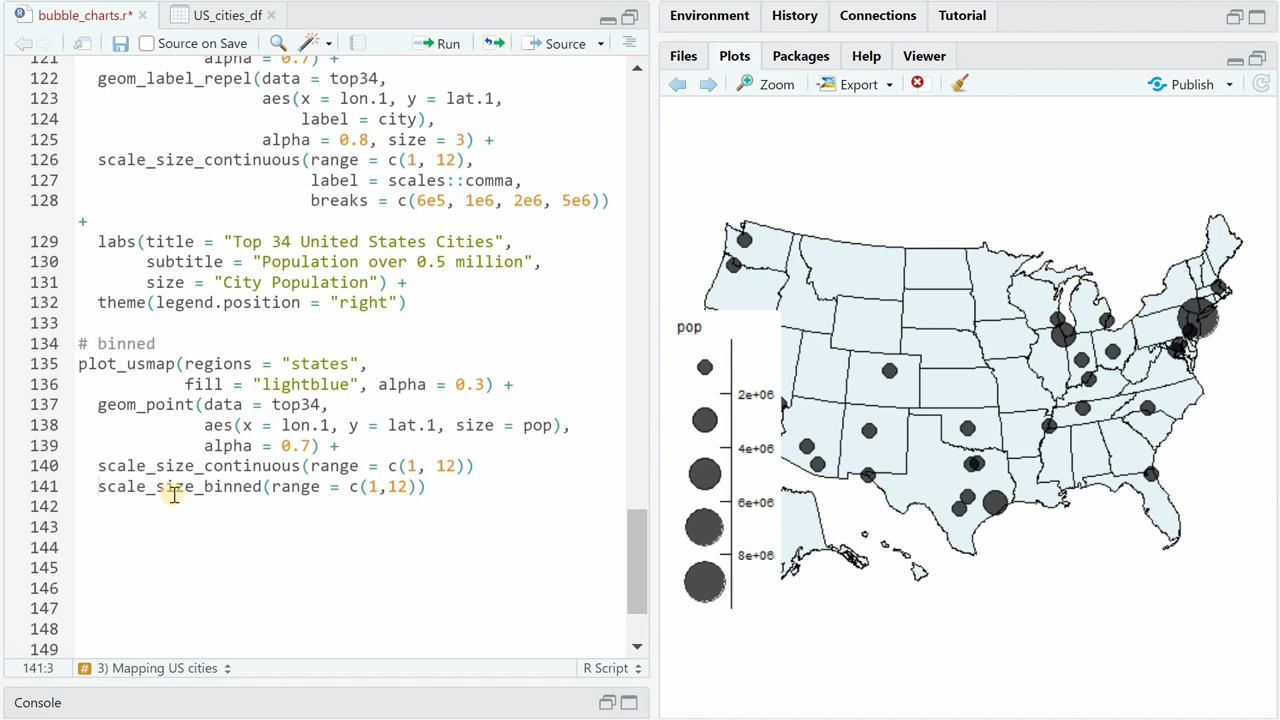 bubble_charts.r* × US_cities_df ×
Source on Save Run Source
121 alpha = 0.7) +
122 geom_label_repel(data = top34,
123 aes(x = lon.1, y = lat.1,
124 label = city),
125 alpha = 0.8, size = 3) +
126 scale_size_continuous(range = c(1, 12),
127 label = scales::comma,
128 breaks = c(6e5, 1e6, 2e6, 5e6))
+
129 labs(title = "Top 34 United States Cities",
130 subtitle = "Population over 0.5 million",
131 size = "City Population") +
132 theme(legend.position = "right")
133
134 # binned
135 plot_usmap(regions = "states",
136 fill = "lightblue", alpha = 0.3) +
137 geom_point(data = top34,
138 aes(x = lon.1, y = lat.1, size = pop),
139 alpha = 0.7) +
140 scale_size_continuous(range = c(1, 12))
141 scale_size_binned(range = c(1,12))
142
143
144
145
146
147
148
149
141:3 # 3) Mapping US cities R Script
Console
Environment History Connections Tutorial
Files Plots Packages Help Viewer
Zoom Export Publish
pop
2e+06
4e+06
6e+06
8e+06